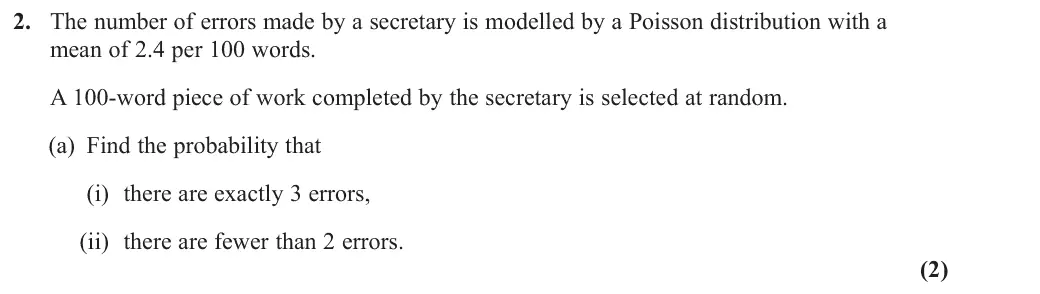 2. The number of errors made by a secretary is modelled by a Poisson distribution with a
mean of 2.4 per 100 words.
A 100-word piece of work completed by the secretary is selected at random.
(a) Find the probability that
(i) there are exactly 3 errors,
(ii) there are fewer than 2 errors.
(2)